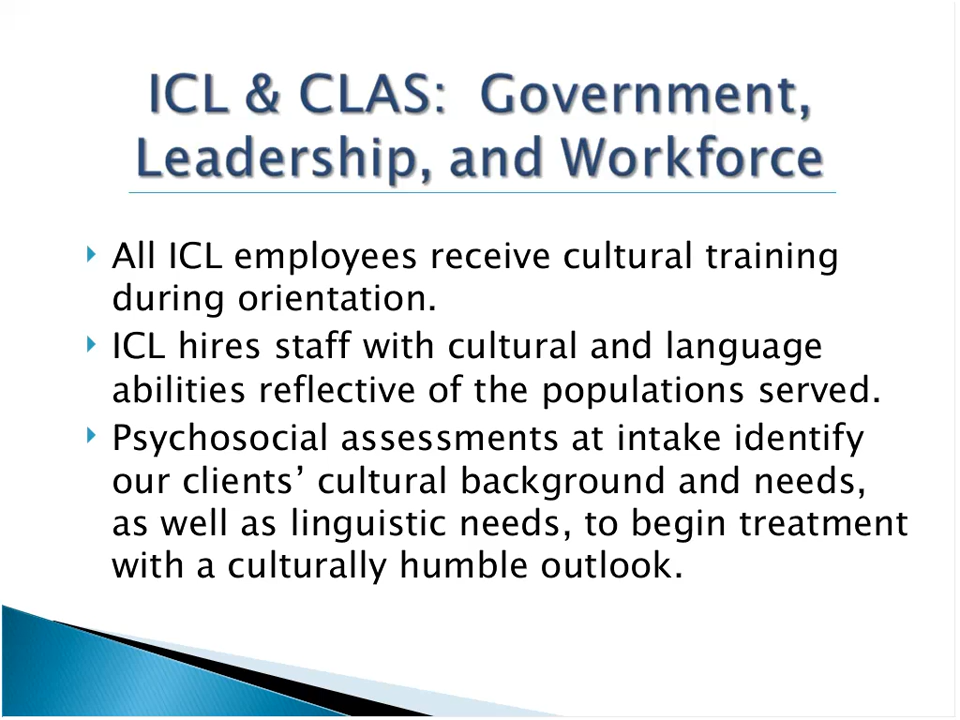 ICL & CLAS:  Government,
Leadership, and Workforce
All ICL employees receive cultural training
during orientation.
ICL hires staff with cultural and language
abilities reflective of the populations served.
Psychosocial assessments at intake identify
our clients’ cultural background and needs,
as well as linguistic needs, to begin treatment
with a culturally humble outlook.